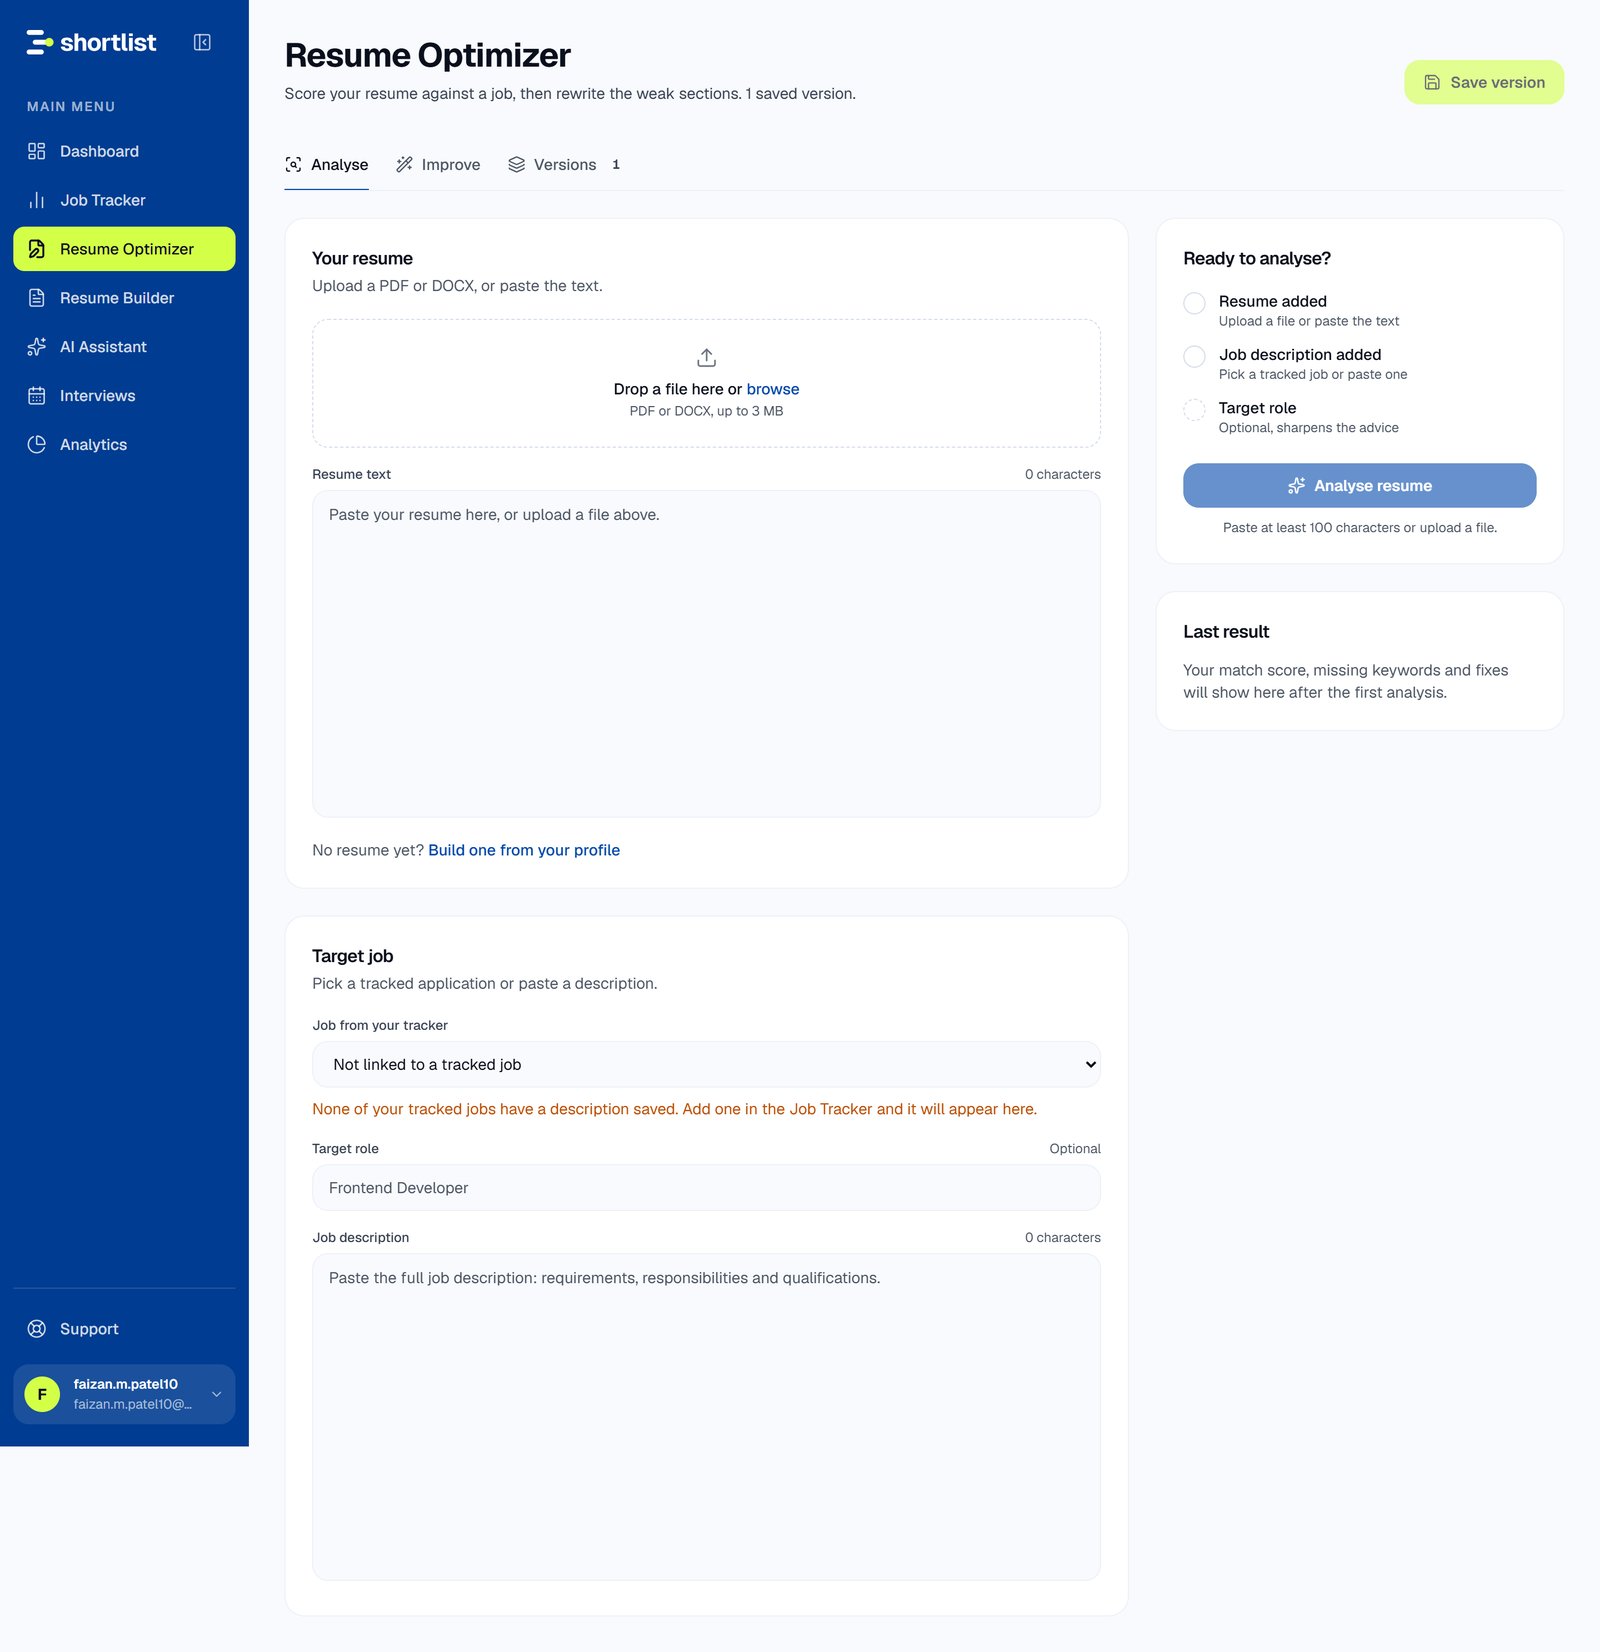 shortlist
MAIN MENU
Dashboard
Job Tracker
Resume Optimizer
Resume Builder
AI Assistant
Interviews
Analytics
Support
F
faizan.m.patel10
faizan.m.patel10@...
Resume Optimizer
Score your resume against a job, then rewrite the weak sections. 1 saved version.
Save version
Analyse
Improve
Versions 1
Your resume
Upload a PDF or DOCX, or paste the text.
Drop a file here or browse
PDF or DOCX, up to 3 MB
Resume text
0 characters
Paste your resume here, or upload a file above.
No resume yet? Build one from your profile
Target job
Pick a tracked application or paste a description.
Job from your tracker
Not linked to a tracked job
None of your tracked jobs have a description saved. Add one in the Job Tracker and it will appear here.
Target role
Optional
Frontend Developer
Job description
0 characters
Paste the full job description: requirements, responsibilities and qualifications.
Ready to analyse?
Resume added
Upload a file or paste the text
Job description added
Pick a tracked job or paste one
Target role
Optional, sharpens the advice
Analyse resume
Paste at least 100 characters or upload a file.
Last result
Your match score, missing keywords and fixes
will show here after the first analysis.